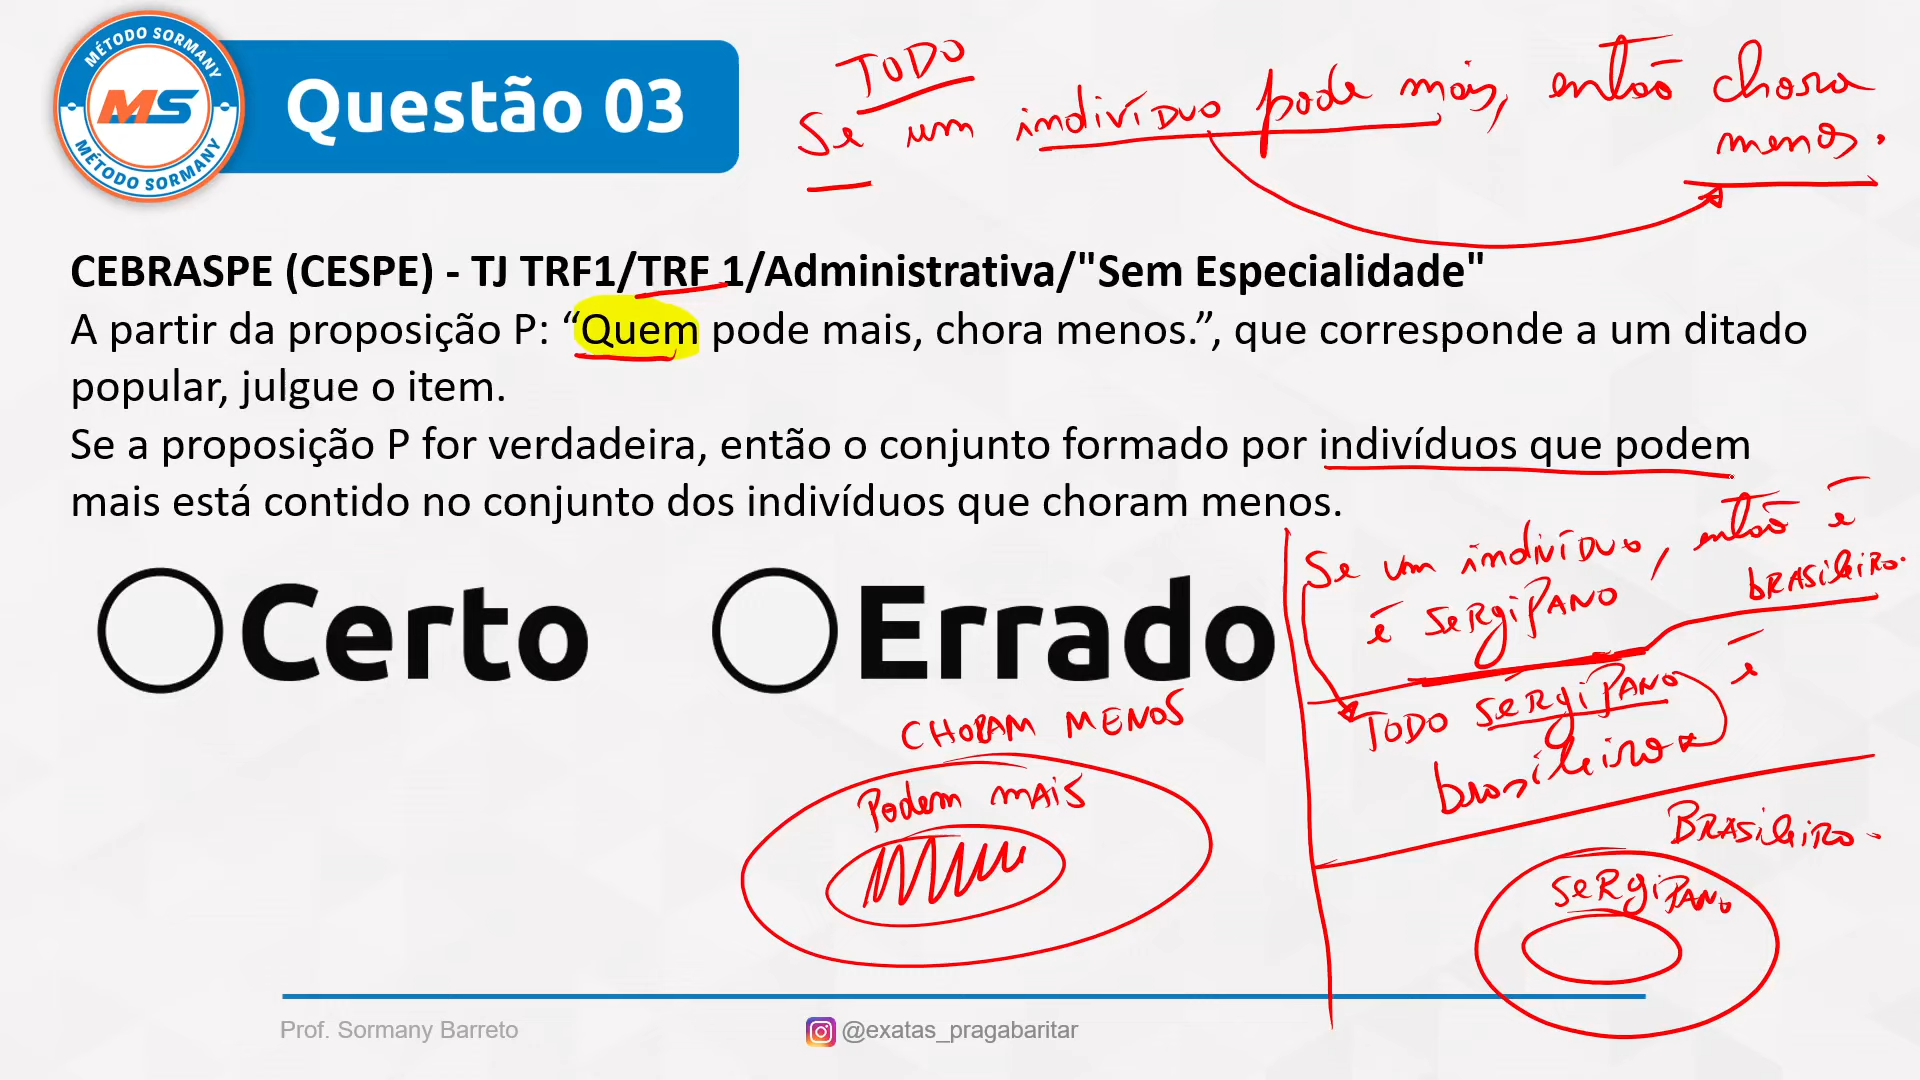 MÉTODO SORMANY
MS
MÉTODO SORMANY
Questão 03
TODO
Se um indivíduo pode mais, então chora
menos.
CEBRASPE (CESPE) - TJ TRF1/TRF 1/Administrativa/"Sem Especialidade"
A partir da proposição P: “Quem pode mais, chora menos.”, que corresponde a um ditado
popular, julgue o item.
Se a proposição P for verdadeira, então o conjunto formado por indivíduos que podem
mais está contido no conjunto dos indivíduos que choram menos.
Certo
Errado
Se um indivíduo, então é
é SERgiPANO
bRASileiRo.
TODO SERgiPANO é
brasileiro
CHORAM MENOS
Podem MAIS
BRASileiRo.
SeRgiPANo
Prof. Sormany Barreto
@exatas_pragabaritar